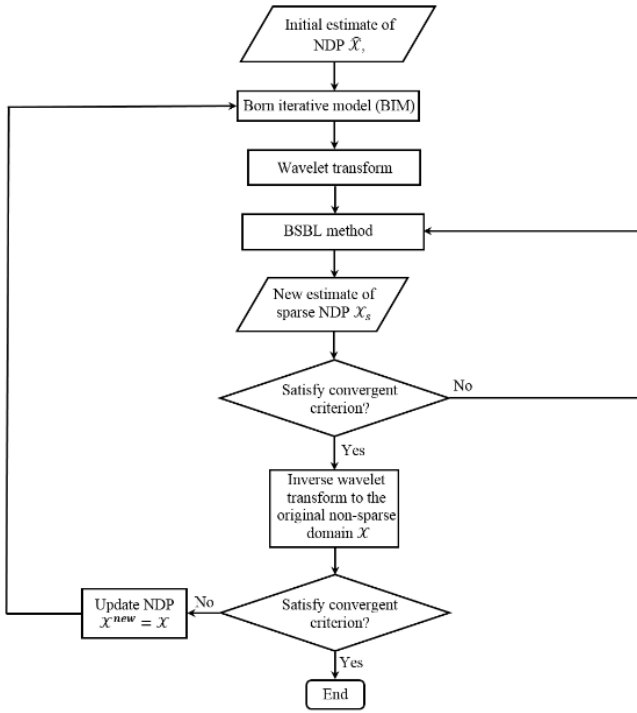 Initial estimate of
NDP 𝒳̂,
Born iterative model (BIM)
Wavelet transform
BSBL method
New estimate of
sparse NDP 𝒳ₛ
Satisfy convergent
criterion?
No
Yes
Inverse wavelet
transform to the
original non-sparse
domain 𝒳
Update NDP
𝒳ⁿᵉʷ = 𝒳
No
Satisfy convergent
criterion?
Yes
End